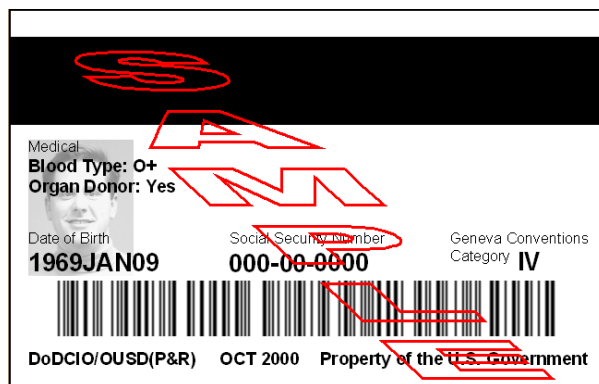 SAMPLE
Medical
Blood Type: O+
Organ Donor: Yes
Date of Birth Social Security Number Geneva Conventions
1969JAN09 000-00-0000 Category IV
DoDCIO/OUSD(P&R) OCT 2000 Property of the U.S. Government